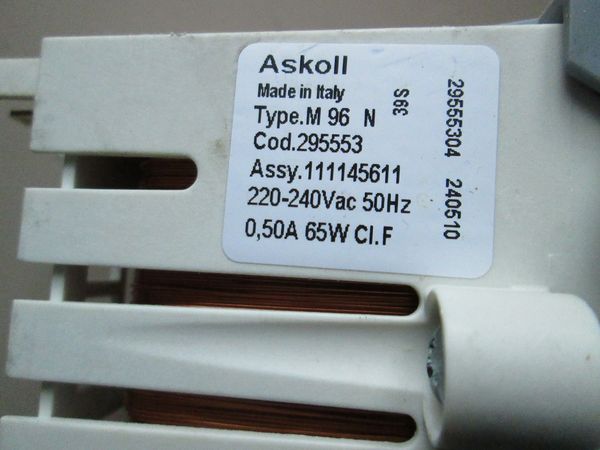 Askoll
Made in Italy
Type.M 96 N 39S
Cod.295553
Assy.111145611
220-240Vac 50Hz
0,50A 65W Cl.F
29555304 240510